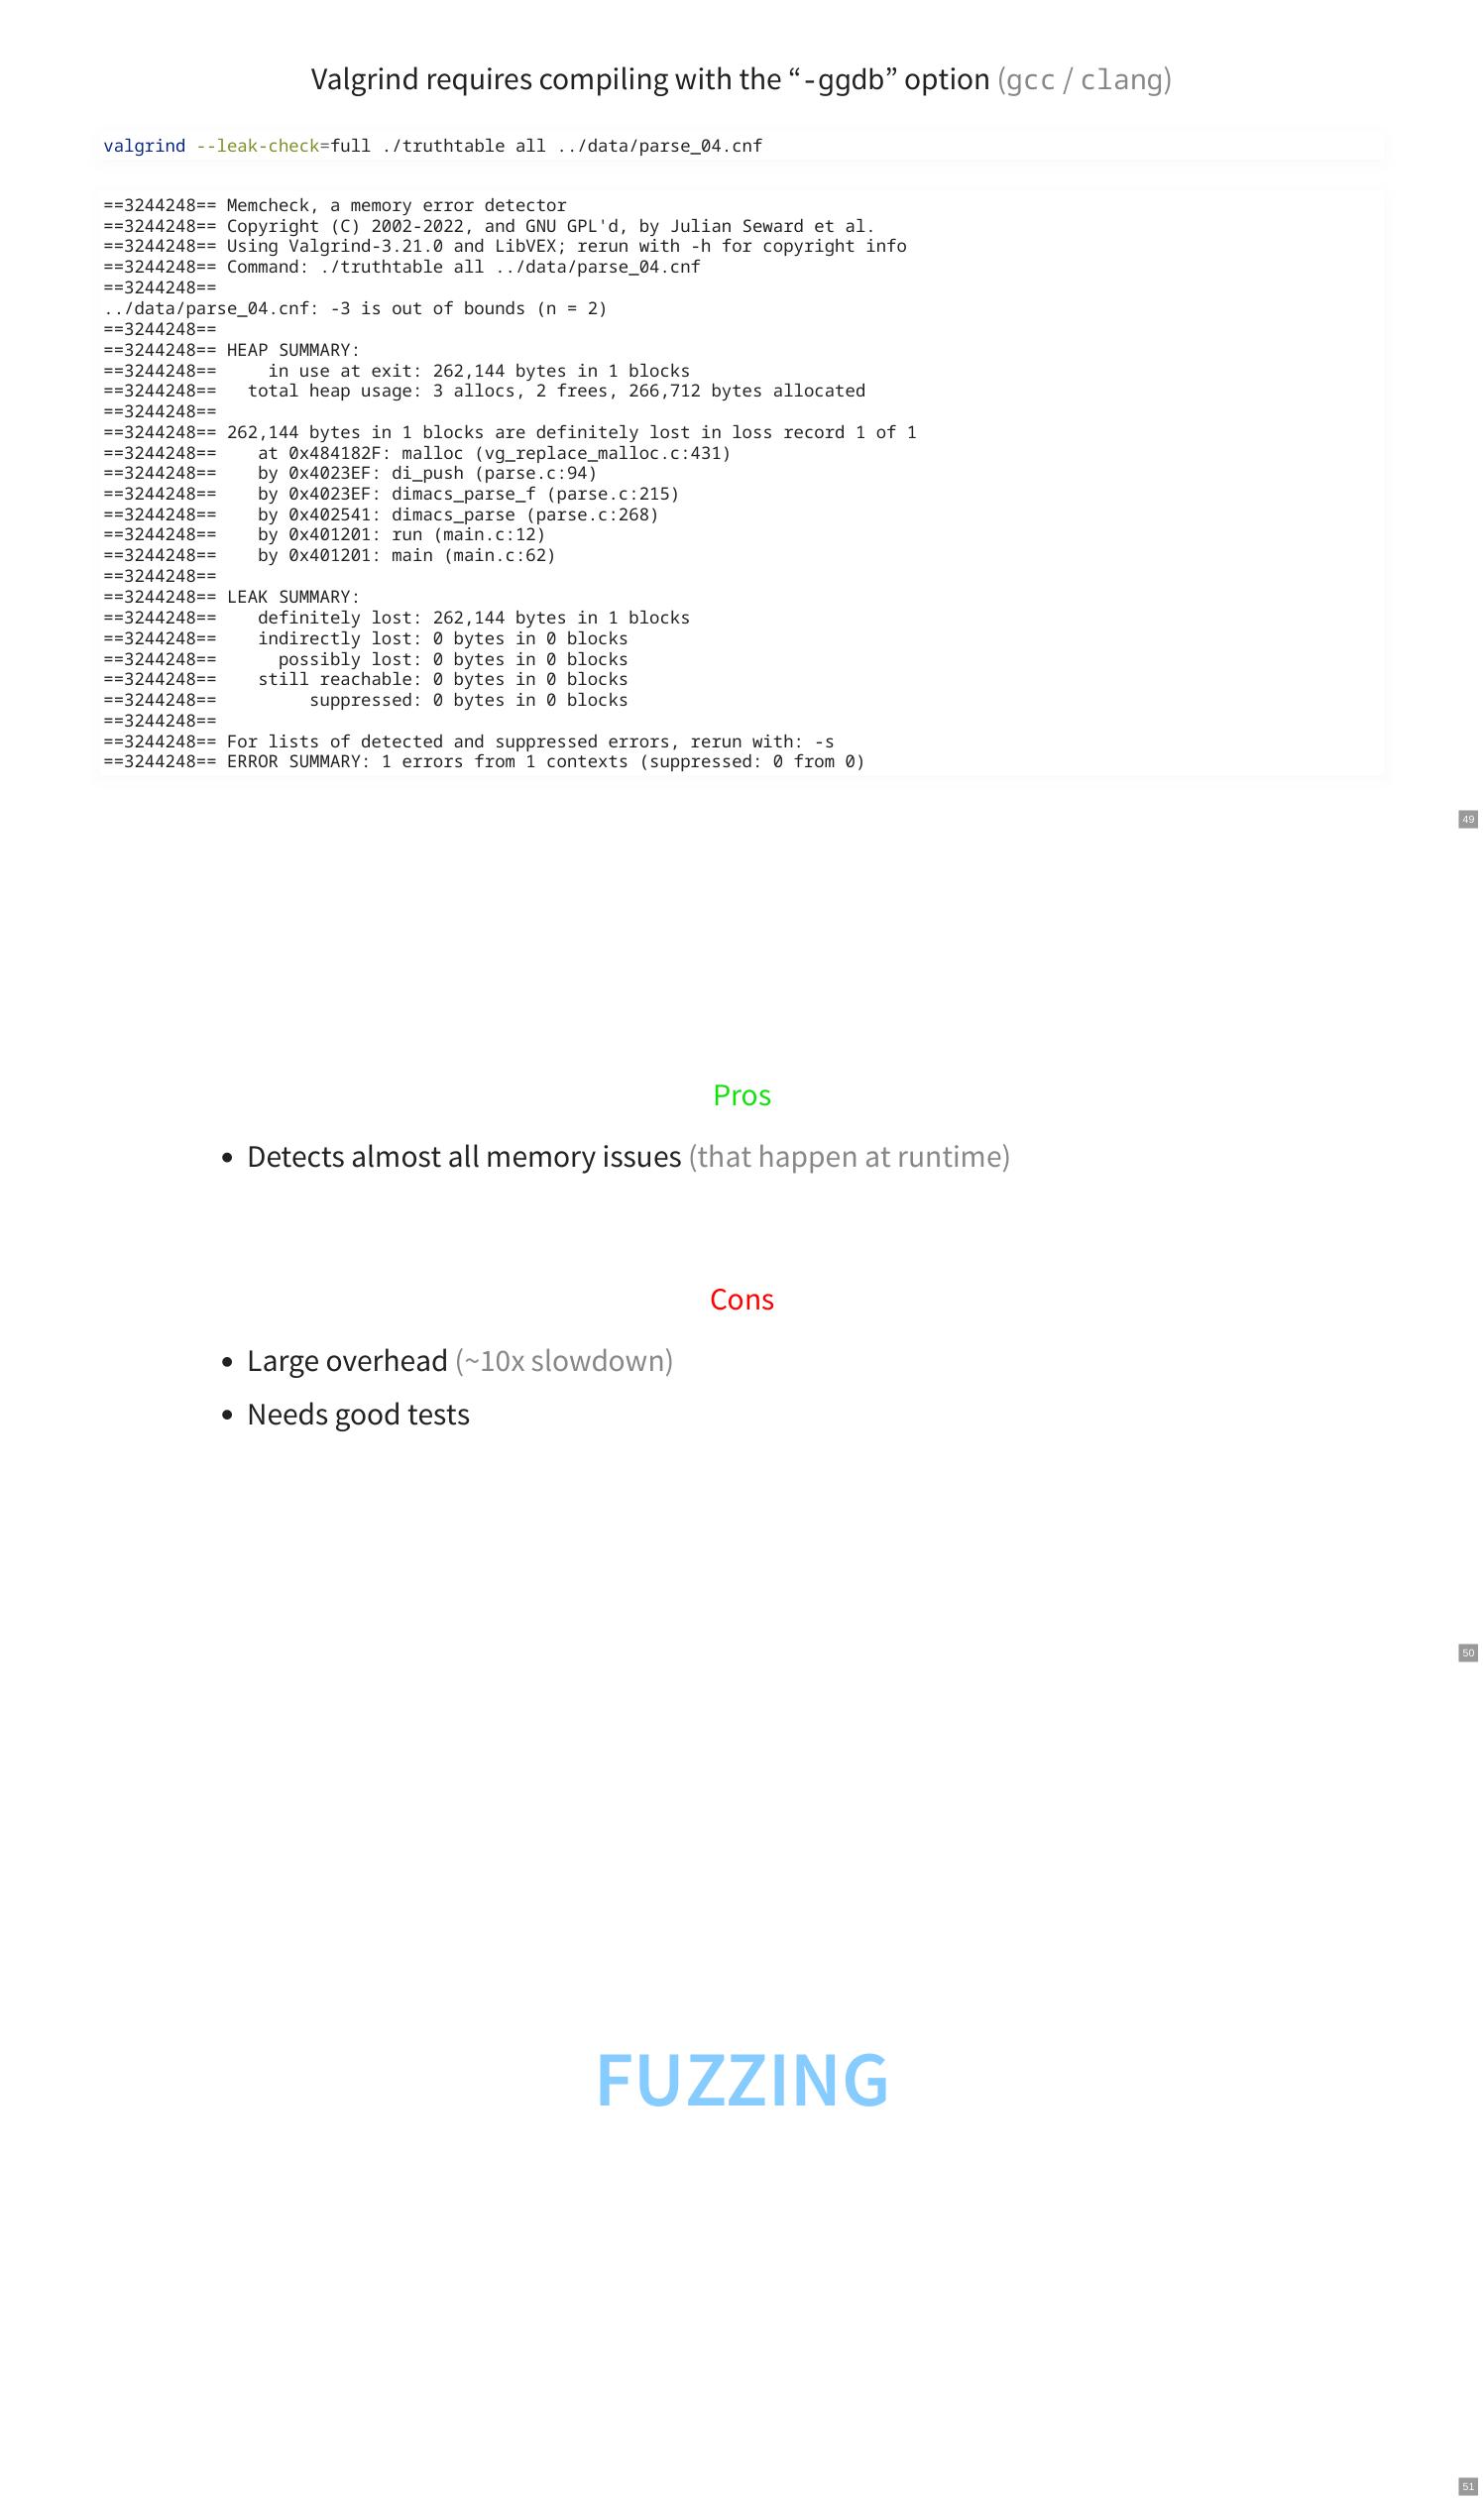 Valgrind requires compiling with the “-ggdb” option (gcc / clang)
valgrind --leak-check=full ./truthtable all ../data/parse_04.cnf
==3244248== Memcheck, a memory error detector
==3244248== Copyright (C) 2002-2022, and GNU GPL'd, by Julian Seward et al.
==3244248== Using Valgrind-3.21.0 and LibVEX; rerun with -h for copyright info
==3244248== Command: ./truthtable all ../data/parse_04.cnf
==3244248==
../data/parse_04.cnf: -3 is out of bounds (n = 2)
==3244248==
==3244248== HEAP SUMMARY:
==3244248==     in use at exit: 262,144 bytes in 1 blocks
==3244248==   total heap usage: 3 allocs, 2 frees, 266,712 bytes allocated
==3244248==
==3244248== 262,144 bytes in 1 blocks are definitely lost in loss record 1 of 1
==3244248==    at 0x484182F: malloc (vg_replace_malloc.c:431)
==3244248==    by 0x4023EF: di_push (parse.c:94)
==3244248==    by 0x4023EF: dimacs_parse_f (parse.c:215)
==3244248==    by 0x402541: dimacs_parse (parse.c:268)
==3244248==    by 0x401201: run (main.c:12)
==3244248==    by 0x401201: main (main.c:62)
==3244248==
==3244248== LEAK SUMMARY:
==3244248==    definitely lost: 262,144 bytes in 1 blocks
==3244248==    indirectly lost: 0 bytes in 0 blocks
==3244248==      possibly lost: 0 bytes in 0 blocks
==3244248==    still reachable: 0 bytes in 0 blocks
==3244248==         suppressed: 0 bytes in 0 blocks
==3244248==
==3244248== For lists of detected and suppressed errors, rerun with: -s
==3244248== ERROR SUMMARY: 1 errors from 1 contexts (suppressed: 0 from 0)
49
Pros
• Detects almost all memory issues (that happen at runtime)
Cons
• Large overhead (~10x slowdown)
• Needs good tests
50
FUZZING
51